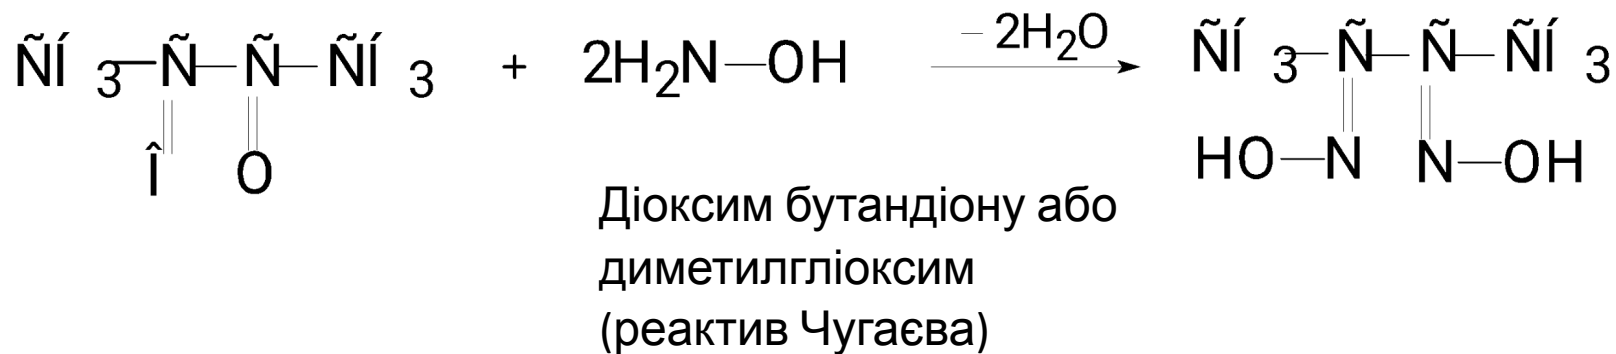 ÑÍ 3—Ñ—Ñ—ÑÍ 3 + 2H₂N—OH – 2H₂O ÑÍ 3—Ñ—Ñ—ÑÍ 3
Î O HO—N N—OH
Діоксим бутандіону або
диметилгліоксим
(реактив Чугаєва)